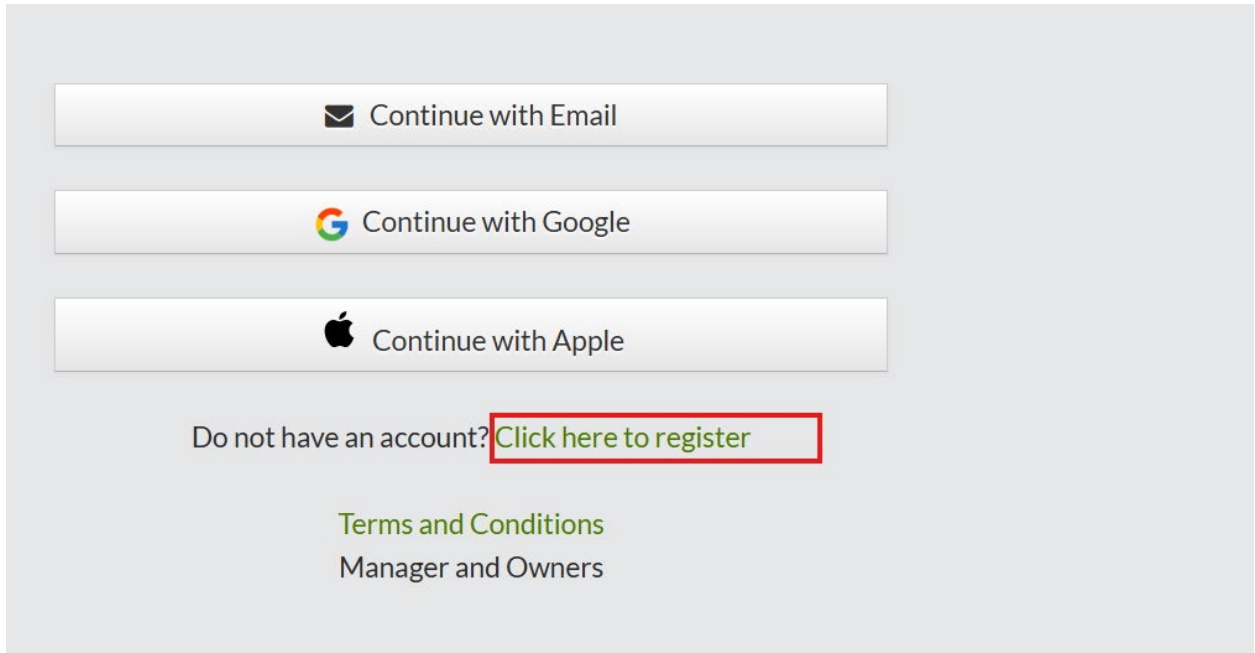 Continue with Email
Continue with Google
Continue with Apple
Do not have an account? Click here to register
Terms and Conditions
Manager and Owners